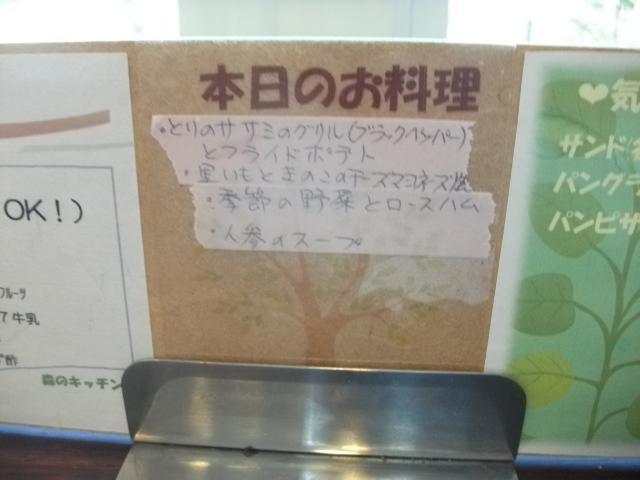 本日のお料理
・とりのササミのグリル(ブラックペッパー)
とフライドポテト
・里いもときのこのチーズマヨネーズ焼
・季節の野菜とロースハム
・人参のスープ
OK!)
フルーツ
牛乳
酢
森のキッチン
❤気
サンド
パング
パンピザ